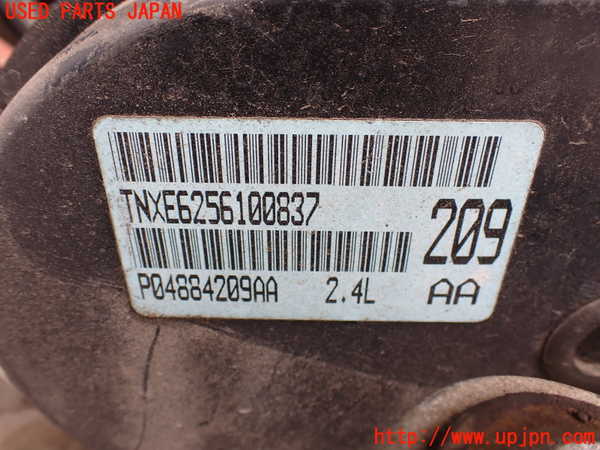 USED PARTS JAPAN
TNXE6256100837
209
P04884209AA 2.4L AA
http://www.upjpn.com/